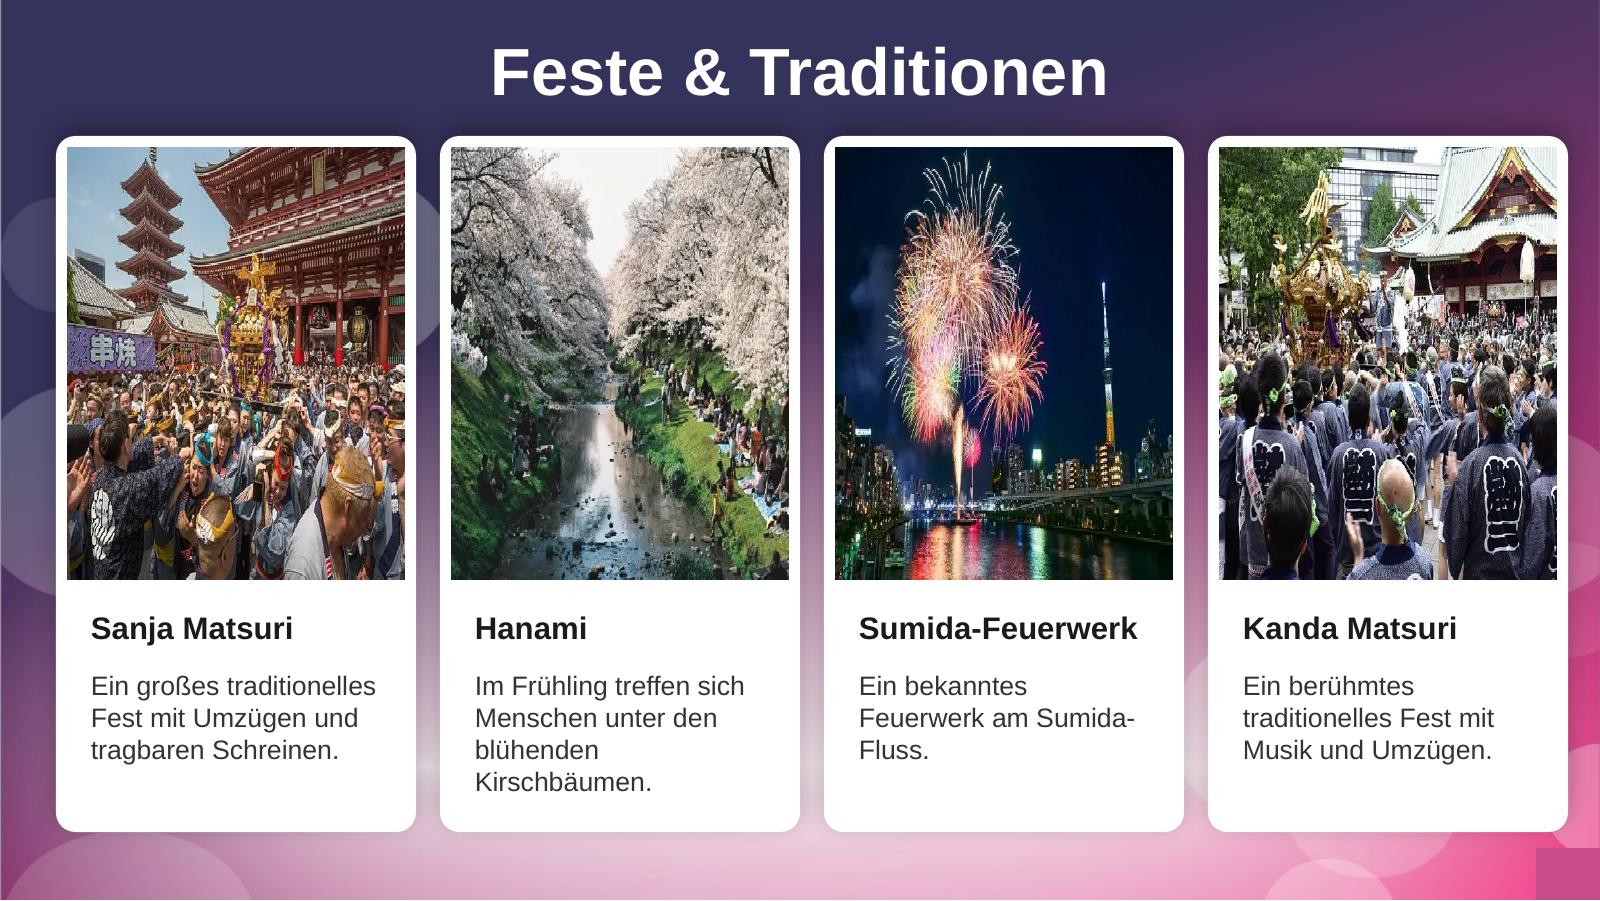 Feste & Traditionen
串焼
Sanja Matsuri
Ein großes traditionelles
Fest mit Umzügen und
tragbaren Schreinen.
Hanami
Im Frühling treffen sich
Menschen unter den
blühenden
Kirschbäumen.
Sumida-Feuerwerk
Ein bekanntes
Feuerwerk am Sumida-
Fluss.
Kanda Matsuri
Ein berühmtes
traditionelles Fest mit
Musik und Umzügen.